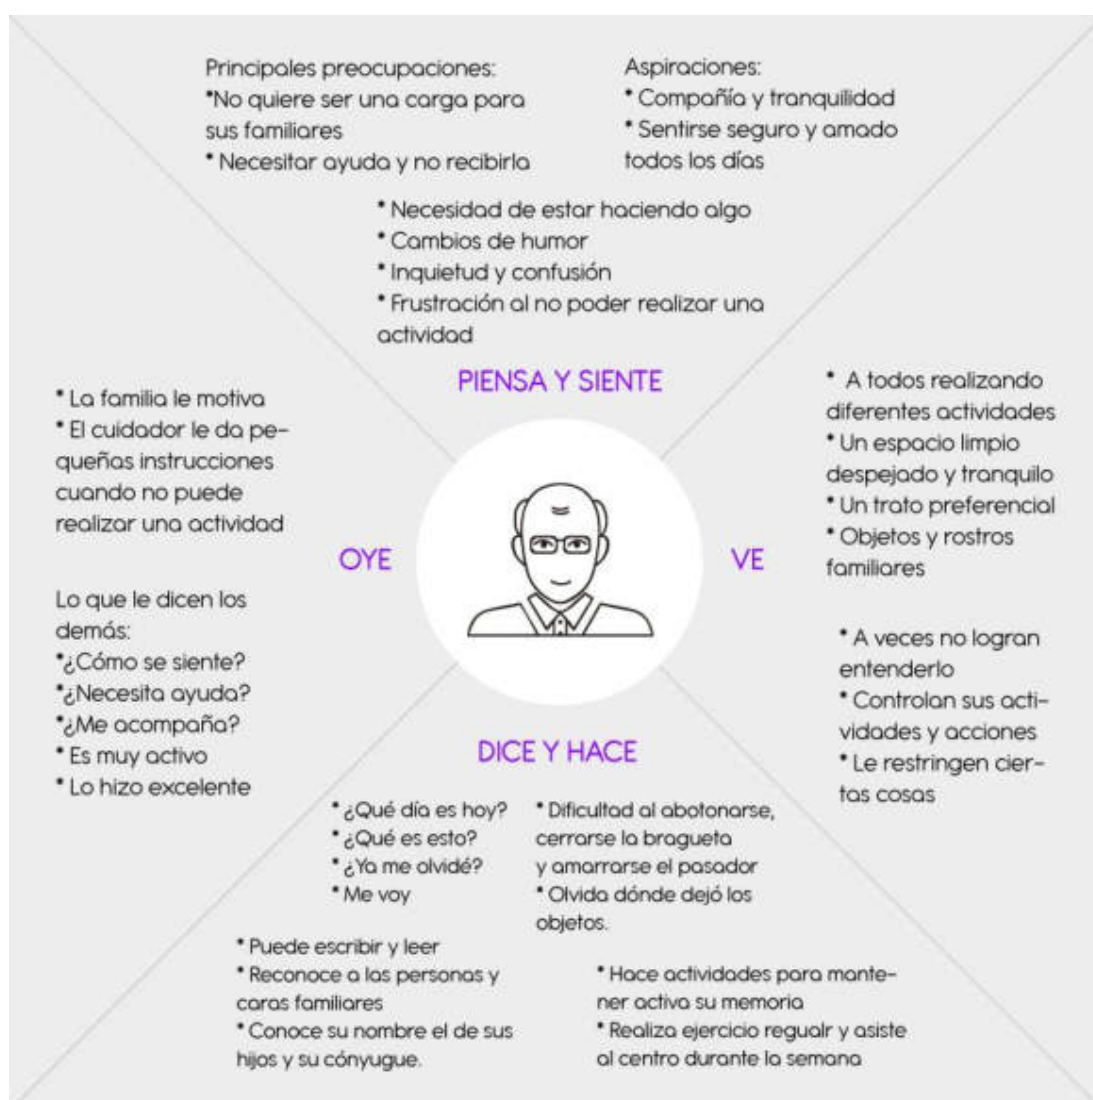 Principales preocupaciones:
*No quiere ser una carga para
sus familiares
* Necesitar ayuda y no recibirla
Aspiraciones:
* Compañía y tranquilidad
* Sentirse seguro y amado
todos los días
* Necesidad de estar haciendo algo
* Cambios de humor
* Inquietud y confusión
* Frustración al no poder realizar una
actividad
PIENSA Y SIENTE
* La familia le motiva
* El cuidador le da pe-
queñas instrucciones
cuando no puede
realizar una actividad
OYE
Lo que le dicen los
demás:
*¿Cómo se siente?
*¿Necesita ayuda?
*¿Me acompaña?
* Es muy activo
* Lo hizo excelente
* A todos realizando
diferentes actividades
* Un espacio limpio
despejado y tranquilo
* Un trato preferencial
* Objetos y rostros
familiares
VE
* A veces no logran
entenderlo
* Controlan sus acti-
vidades y acciones
* Le restringen cier-
tas cosas
DICE Y HACE
* ¿Qué día es hoy?
* ¿Qué es esto?
* ¿Ya me olvidé?
* Me voy
* Dificultad al abotonarse,
cerrarse la bragueta
y amarrarse el pasador
* Olvida dónde dejó los
objetos.
* Puede escribir y leer
* Reconoce a las personas y
caras familiares
* Conoce su nombre el de sus
hijos y su cónyugue.
* Hace actividades para mante-
ner activa su memoria
* Realiza ejercicio regualr y asiste
al centro durante la semana